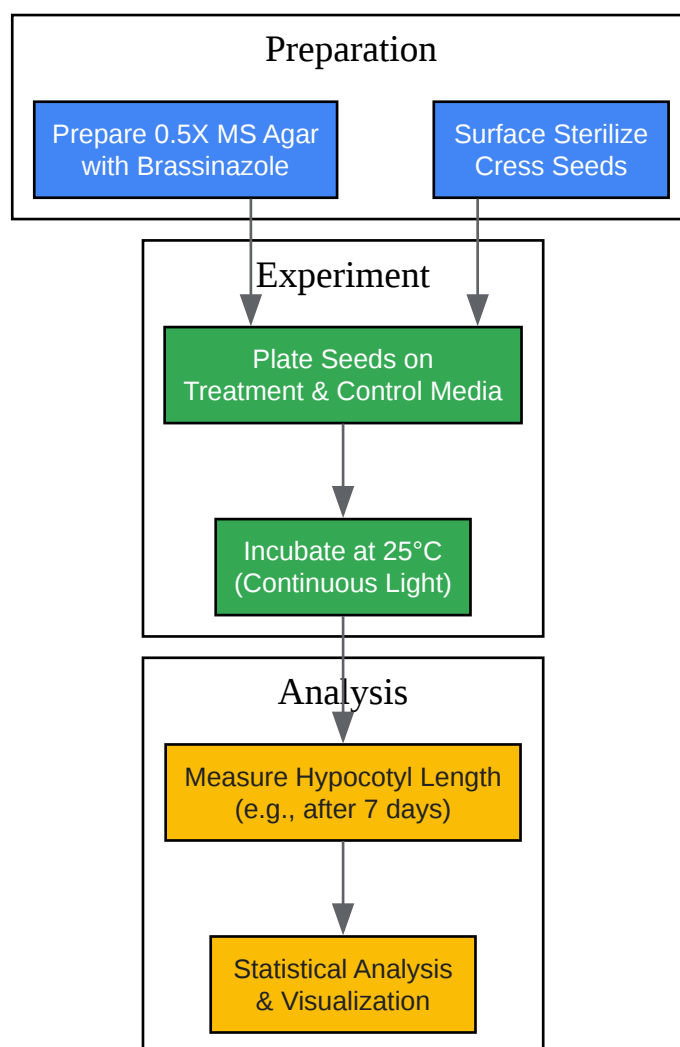 Preparation
Prepare 0.5X MS Agar
with Brassinazole
Surface Sterilize
Cress Seeds
Experiment
Plate Seeds on
Treatment & Control Media
Incubate at 25°C
(Continuous Light)
Analysis
Measure Hypocotyl Length
(e.g., after 7 days)
Statistical Analysis
& Visualization